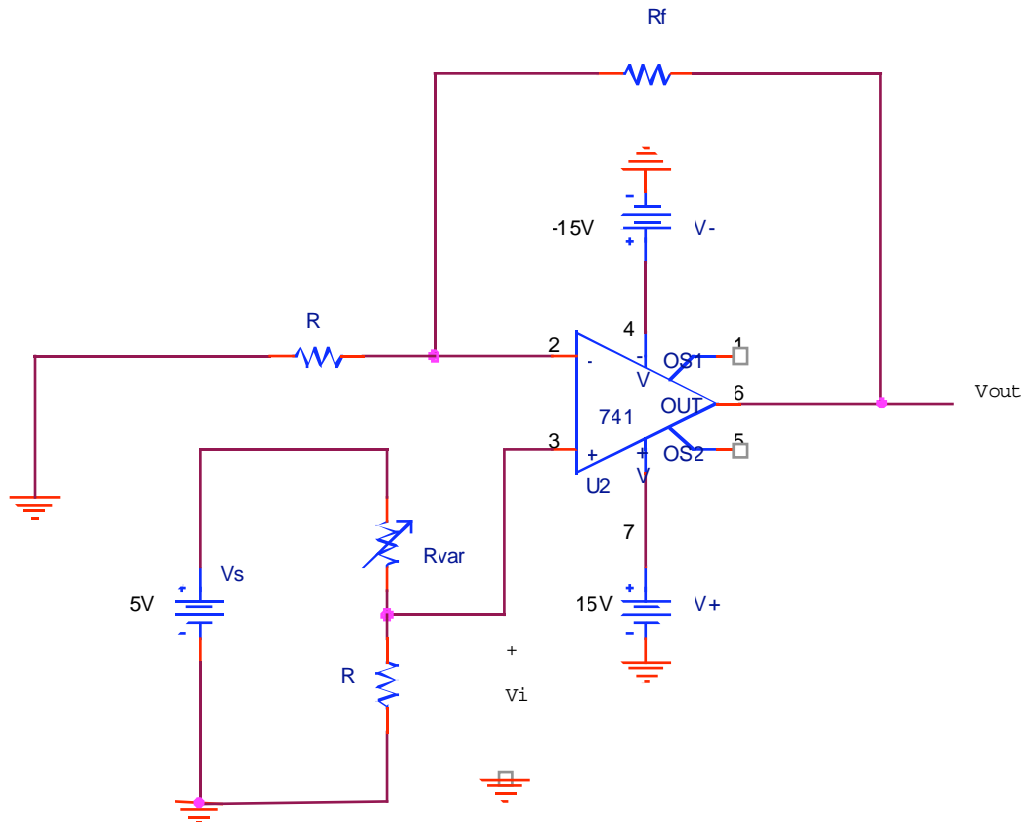 Rf
-15V
V-
R
4
2
1
-
-
V
OS1
6
Vout
741
OUT
3
5
+
+
V
OS2
U2
7
Rvar
Vs
5V
15V
V+
+
R
Vi